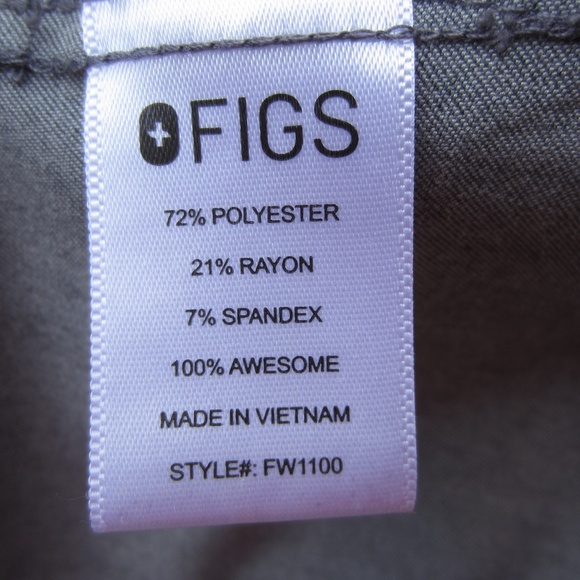 FIGS
72% POLYESTER
21% RAYON
7% SPANDEX
100% AWESOME
MADE IN VIETNAM
STYLE#: FW1100